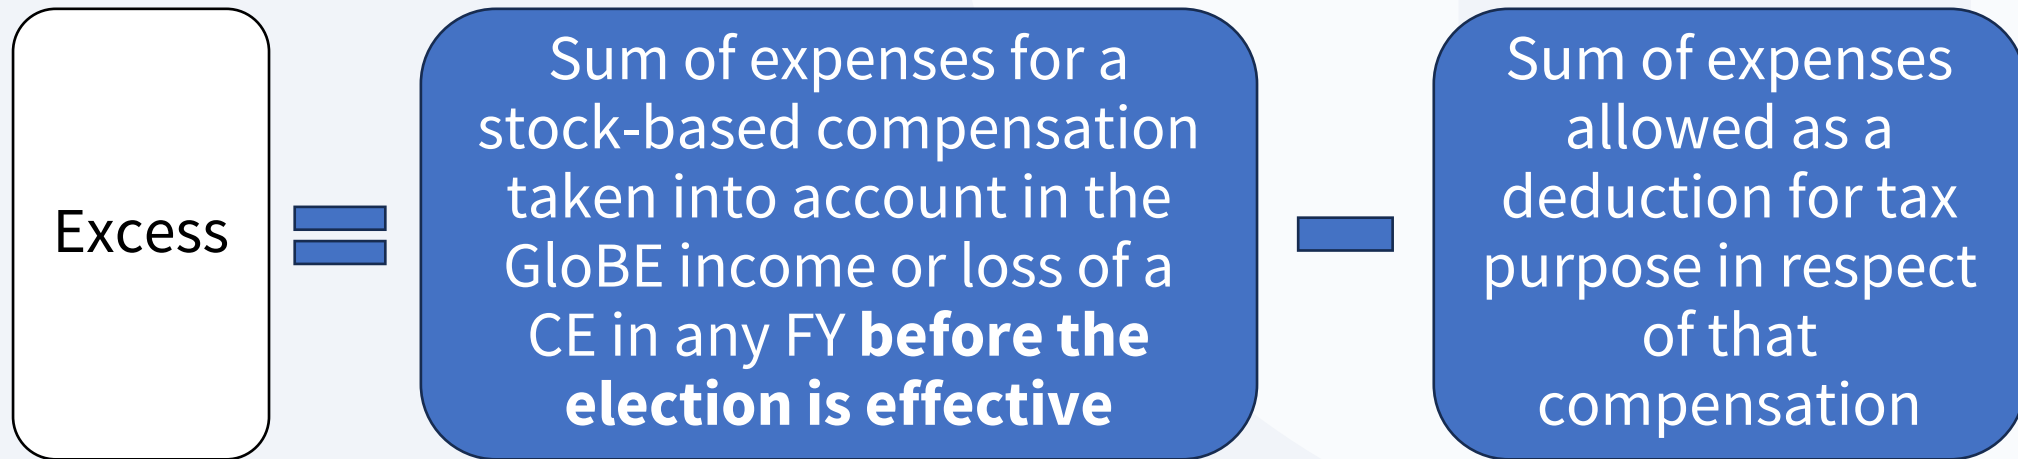 Excess
Sum of expenses for a
stock-based compensation
taken into account in the
GloBE income or loss of a
CE in any FY before the
election is effective
Sum of expenses
allowed as a
deduction for tax
purpose in respect
of that
compensation